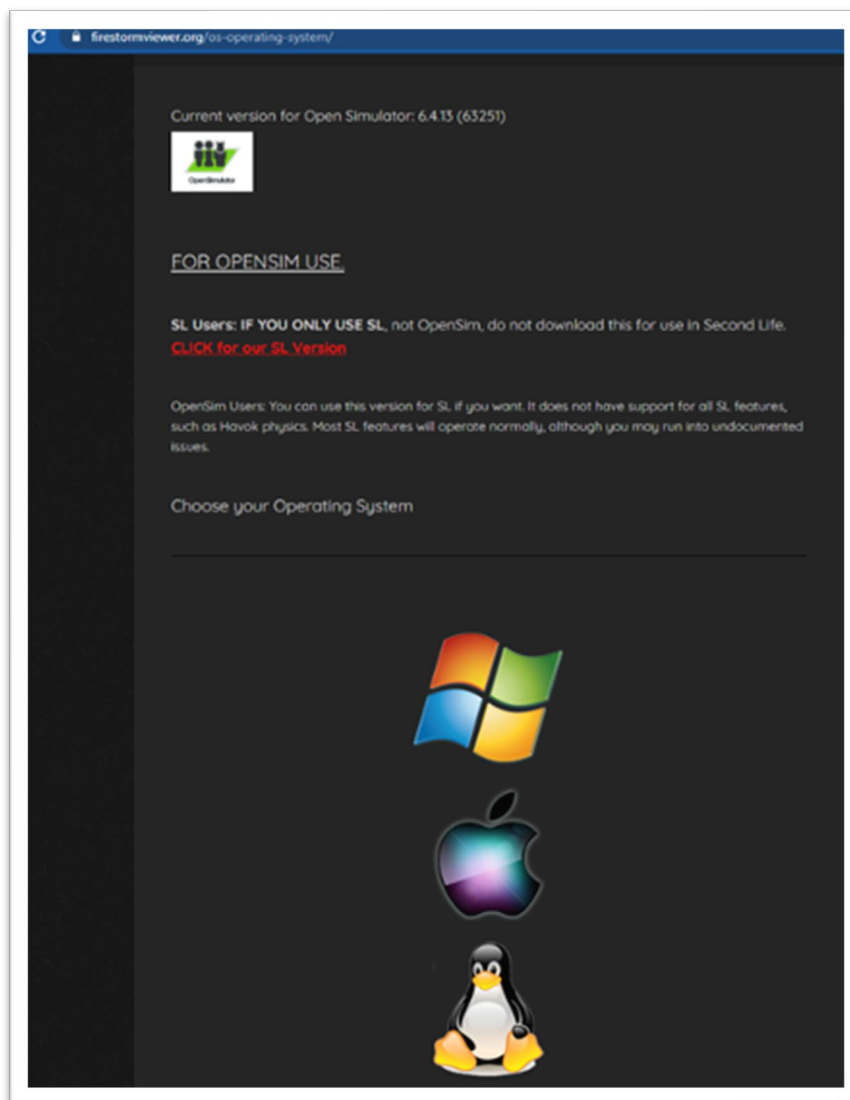 firestormviewer.org/os-operating-system/
Current version for Open Simulator: 6.4.13 (63251)
OpenSimulator
FOR OPENSIM USE.
SL Users: IF YOU ONLY USE SL, not OpenSim, do not download this for use in Second Life.
CLICK for our SL Version
OpenSim Users: You can use this version for SL if you want. It does not have support for all SL features,
such as Havok physics. Most SL features will operate normally, although you may run into undocumented
issues.
Choose your Operating System